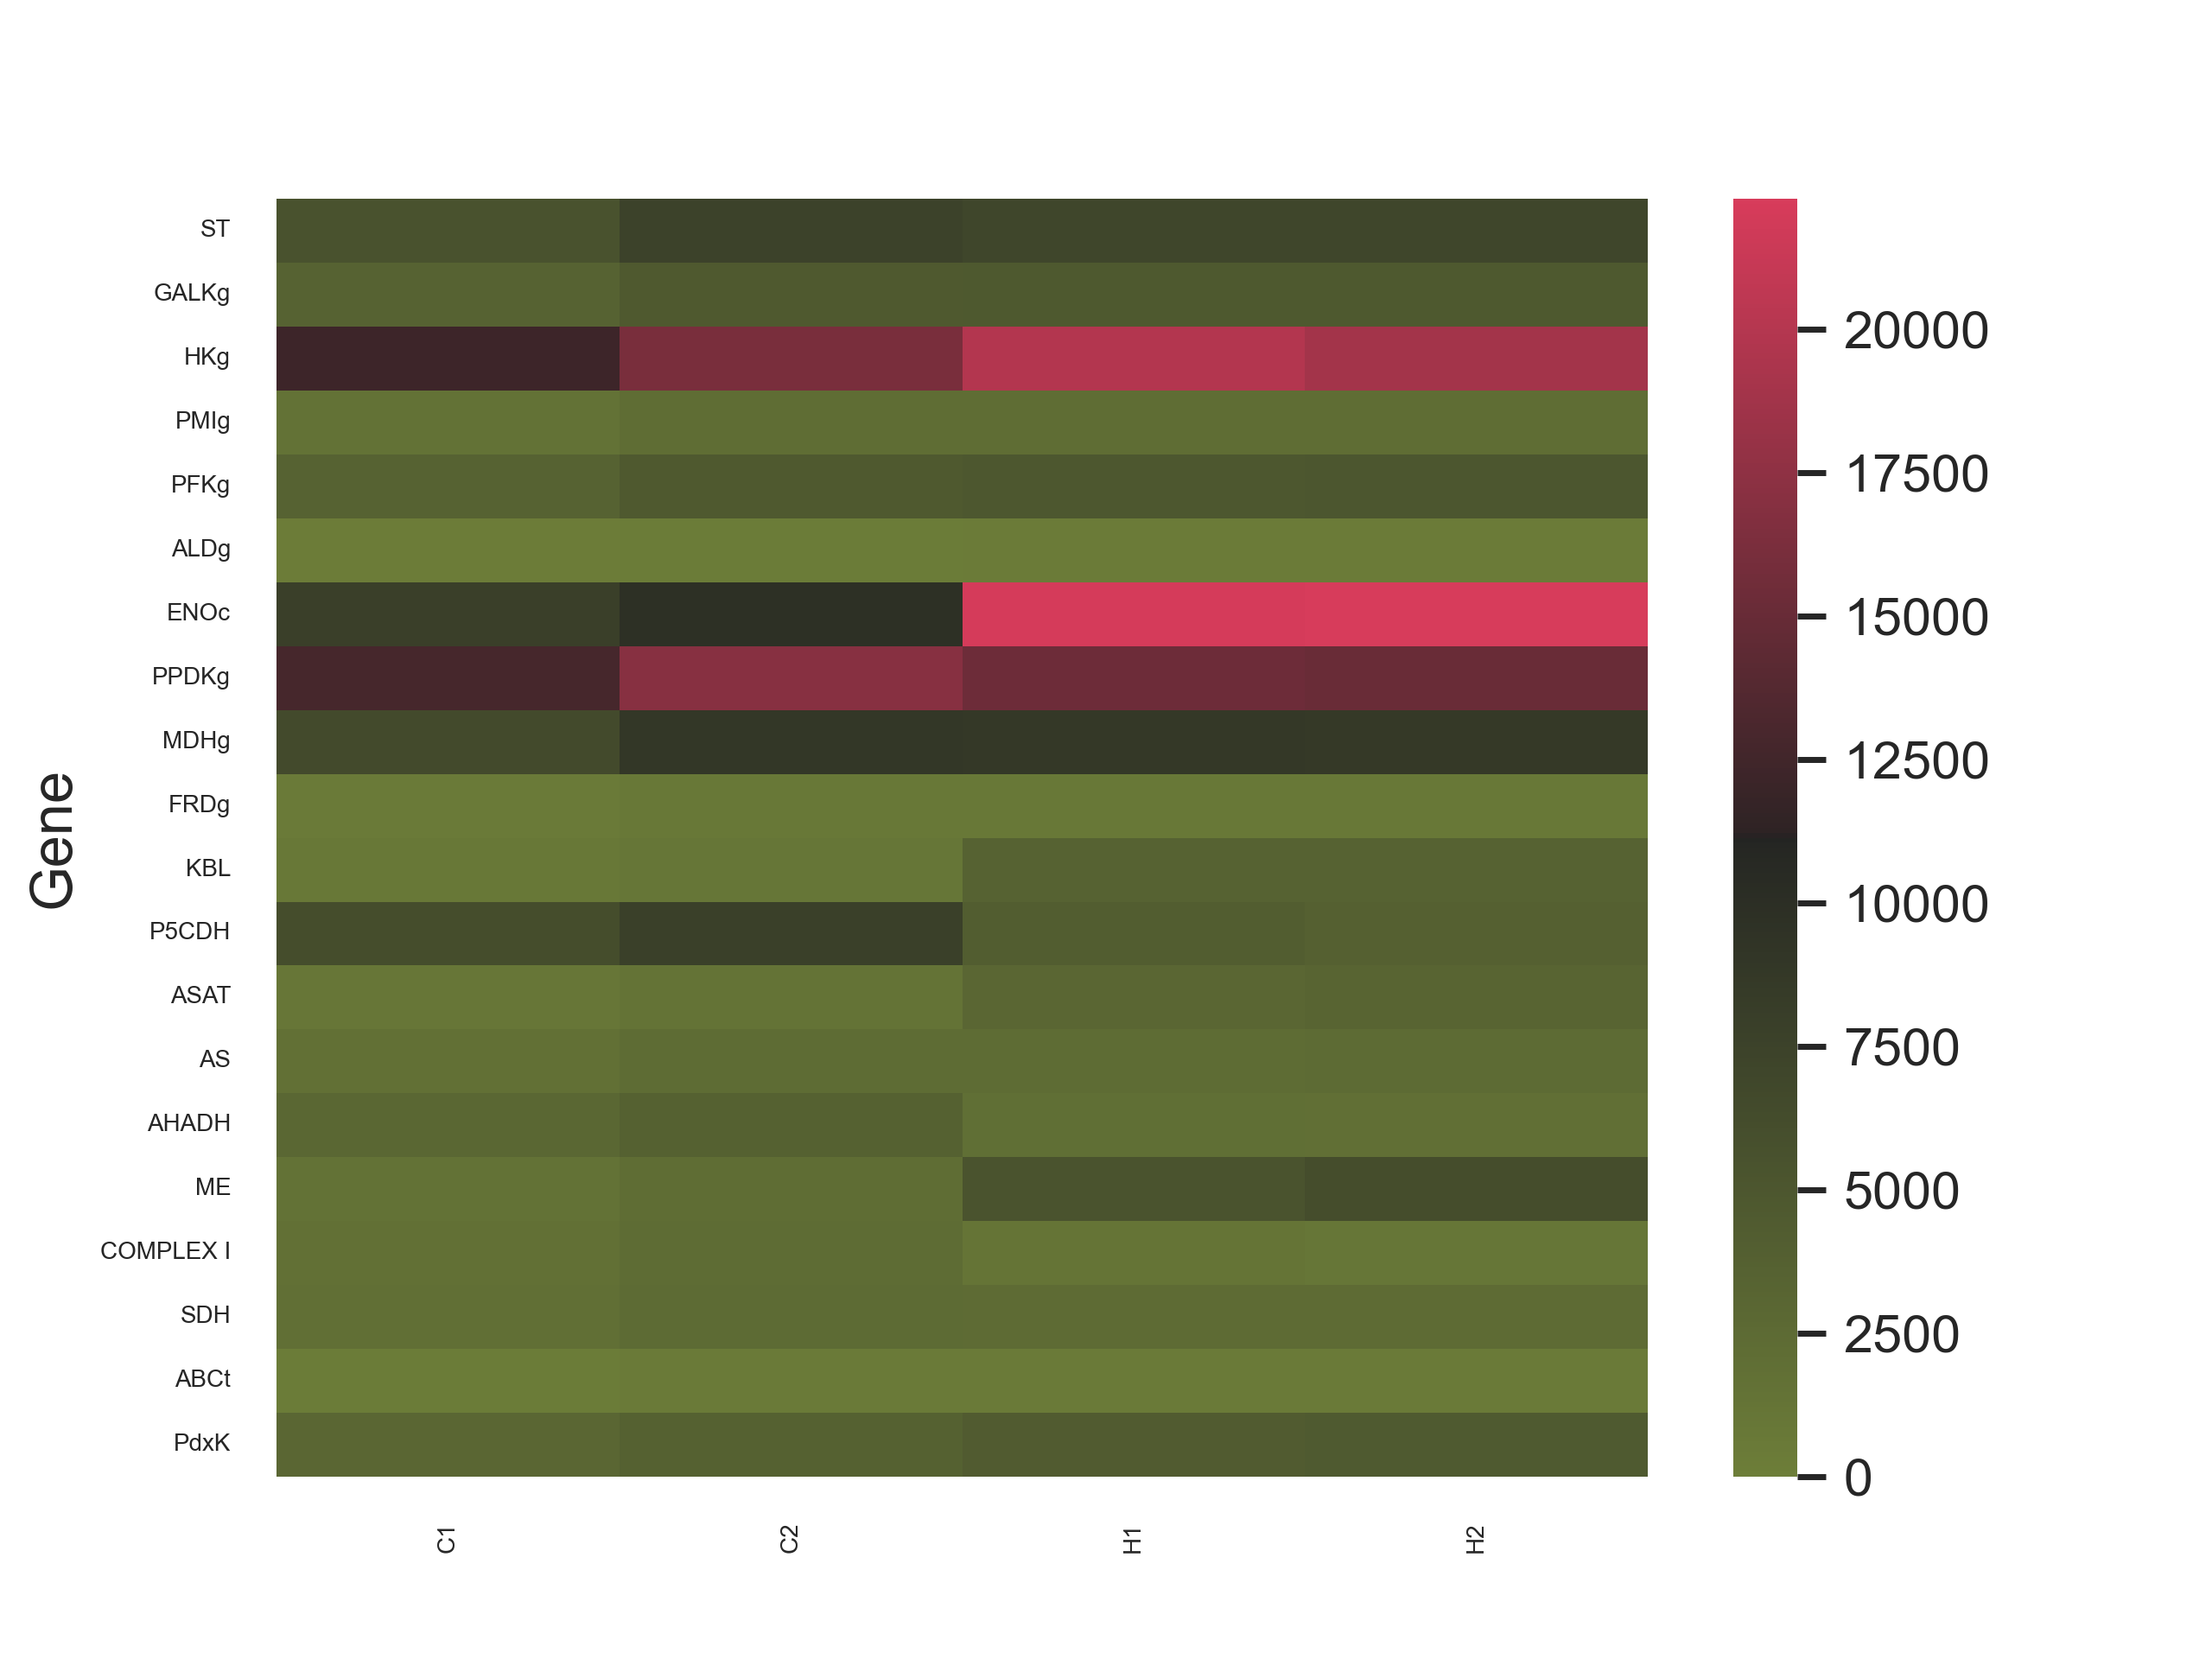 Gene
ST
GALKg
HKg
PMIg
PFKg
ALDg
ENOc
PPDKg
MDHg
FRDg
KBL
P5CDH
ASAT
AS
AHADH
ME
COMPLEX I
SDH
ABCt
PdxK
C1
C2
H1
H2
20000
17500
15000
12500
10000
7500
5000
2500
0